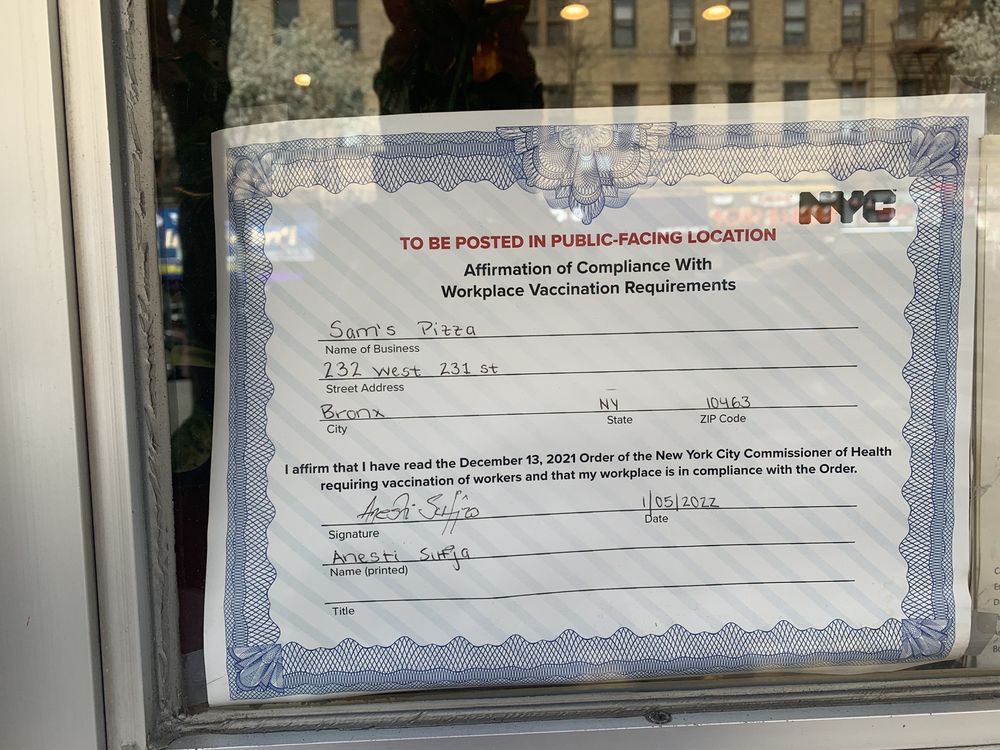 NYC
TO BE POSTED IN PUBLIC-FACING LOCATION
Affirmation of Compliance With
Workplace Vaccination Requirements
Sam's Pizza
Name of Business
232 West 231 st
Street Address
Bronx NY 10463
City State ZIP Code
I affirm that I have read the December 13, 2021 Order of the New York City Commissioner of Health
requiring vaccination of workers and that my workplace is in compliance with the Order.
1/05/2022
Signature Date
Anesti
Name (printed)
Title